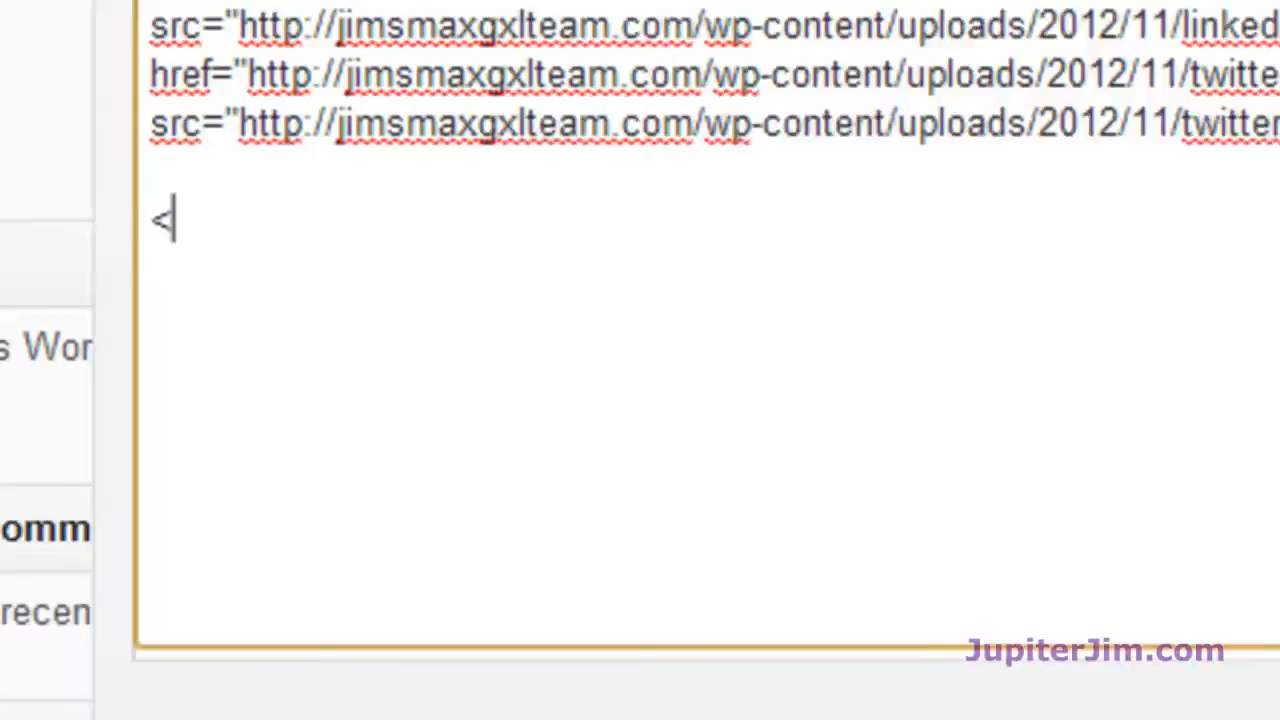 src="http://jimsmaxgxlteam.com/wp-content/uploads/2012/11/linked
href="http://jimsmaxgxlteam.com/wp-content/uploads/2012/11/twitte
src="http://jimsmaxgxlteam.com/wp-content/uploads/2012/11/twitter
<
s Wor
omm
recen
JupiterJim.com